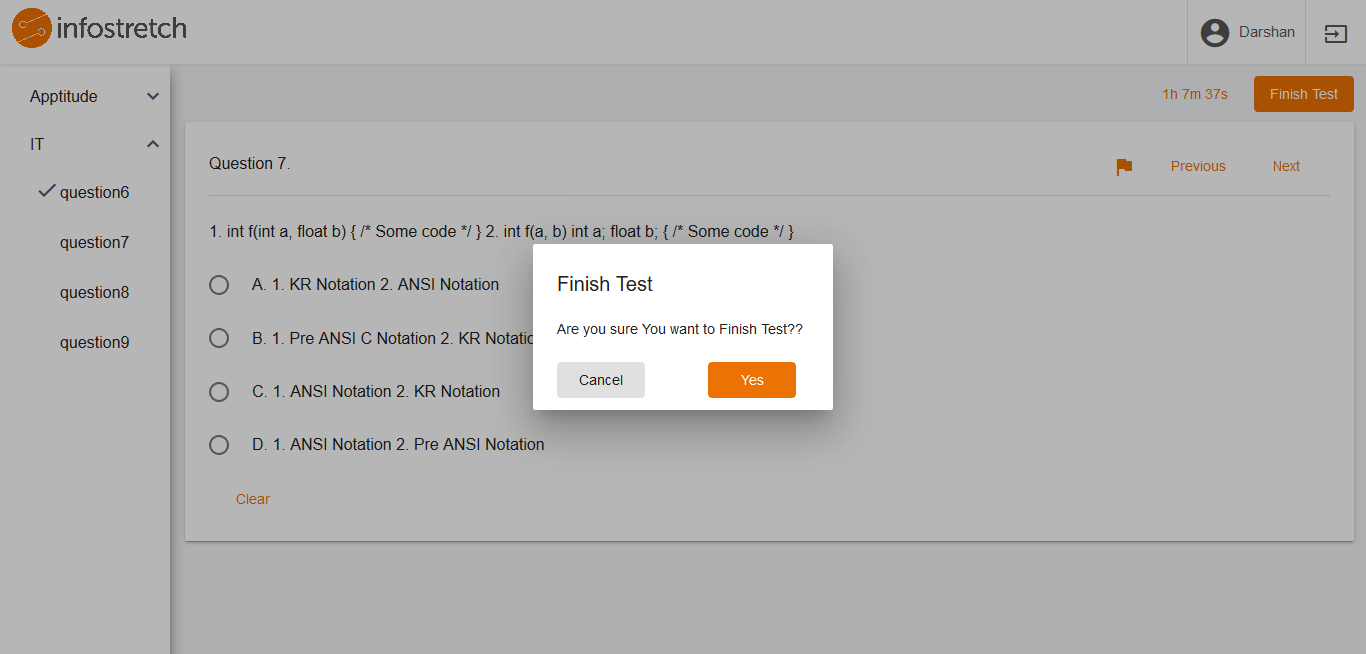 infostretch
Darshan
Apptitude
1h 7m 37s
Finish Test
IT
question6
question7
question8
question9
Question 7.
Previous
Next
1. int f(int a, float b) { /* Some code */ } 2. int f(a, b) int a; float b; { /* Some code */ }
A. 1. KR Notation 2. ANSI Notation
B. 1. Pre ANSI C Notation 2. KR
C. 1. ANSI Notation 2. KR Notation
D. 1. ANSI Notation 2. Pre ANSI Notation
Clear
Finish Test
Are you sure You want to Finish Test??
Cancel
Yes